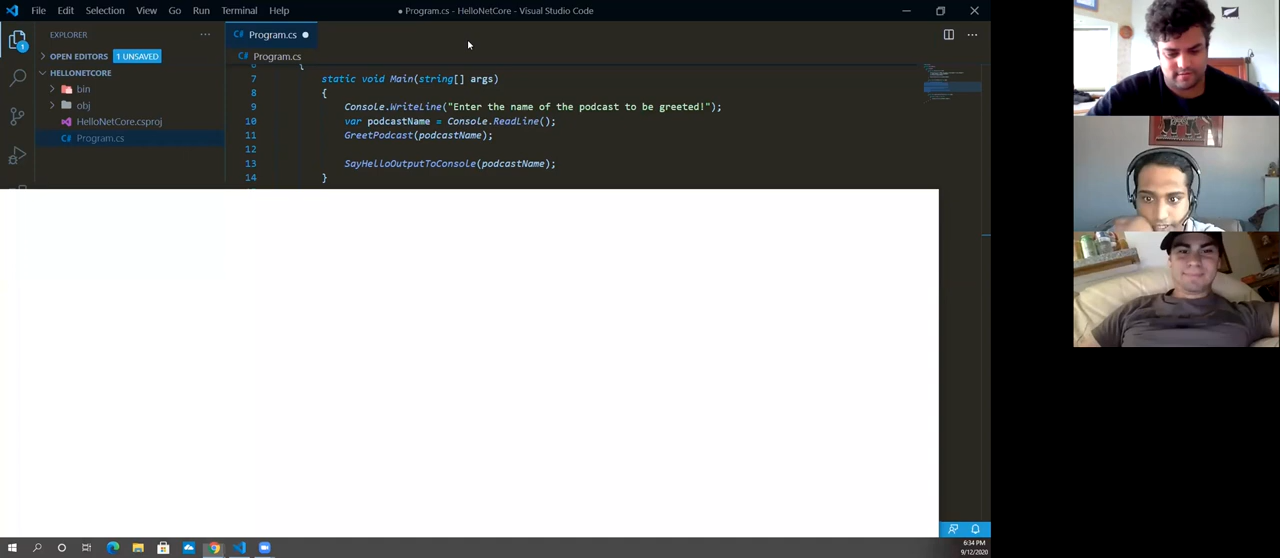 File Edit Selection View Go Run Terminal Help
● Program.cs - HelloNetCore - Visual Studio Code
EXPLORER
OPEN EDITORS 1 UNSAVED
HELLONETCORE
bin
obj
HelloNetCore.csproj
Program.cs
C# Program.cs
C# Program.cs
{
7 static void Main(string[] args)
8 {
9 Console.WriteLine("Enter the name of the podcast to be greeted!");
10 var podcastName = Console.ReadLine();
11 GreetPodcast(podcastName);
12
13 SayHelloOutputToConsole(podcastName);
14 }
6:34 PM
9/12/2020